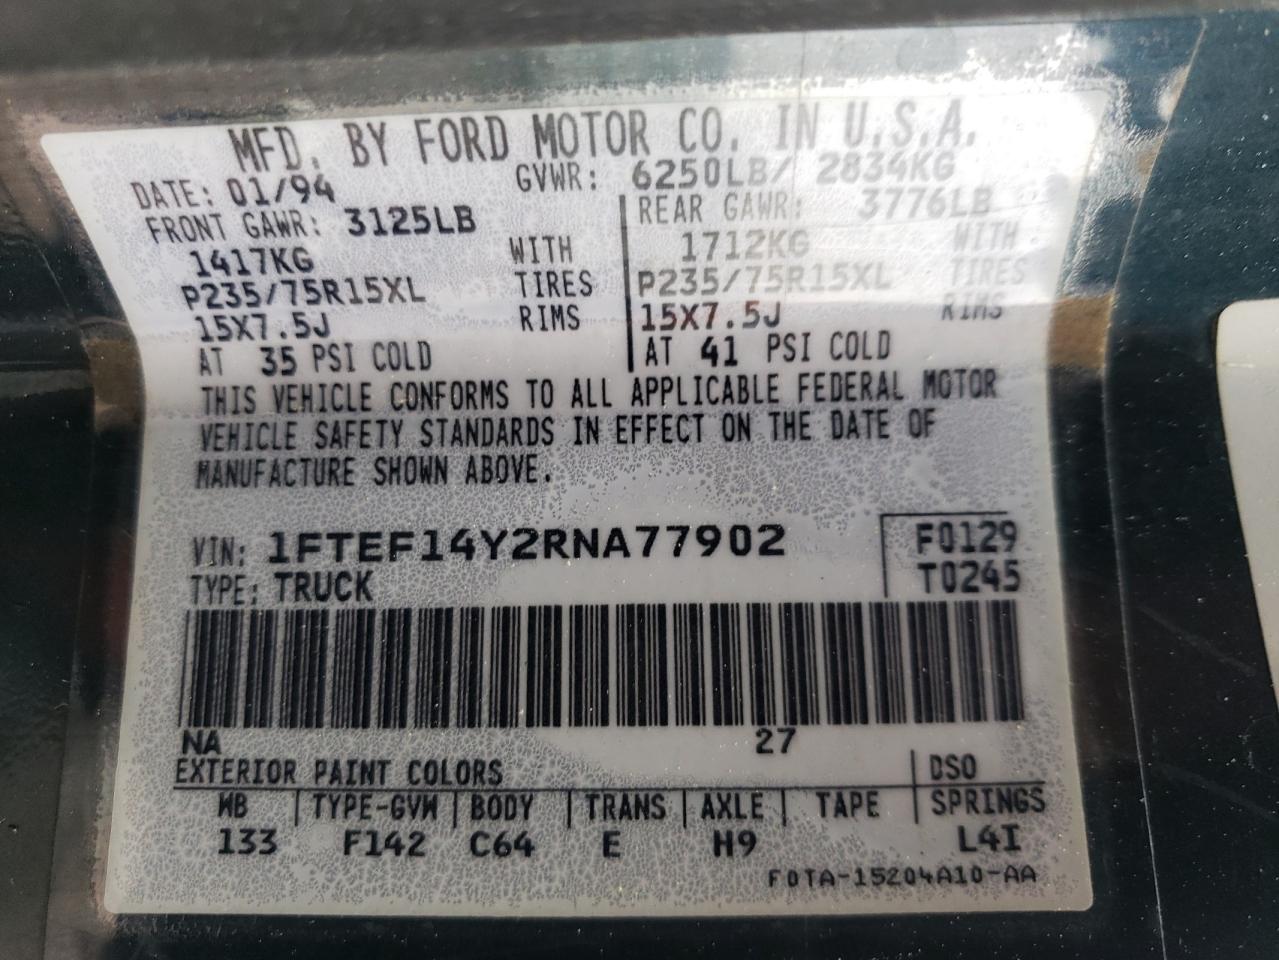 MFD. BY FORD MOTOR CO. IN U.S.A.
DATE: 01/94 GVWR: 6250LB/ 2834KG
FRONT GAWR: 3125LB REAR GAWR: 3776LB
1417KG WITH 1712KG WITH
P235/75R15XL TIRES P235/75R15XL TIRES
15X7.5J RIMS 15X7.5J RIMS
AT 35 PSI COLD AT 41 PSI COLD
THIS VEHICLE CONFORMS TO ALL APPLICABLE FEDERAL MOTOR
VEHICLE SAFETY STANDARDS IN EFFECT ON THE DATE OF
MANUFACTURE SHOWN ABOVE.
VIN: 1FTEF14Y2RNA77902 F0129
TYPE: TRUCK T0245
NA 27
EXTERIOR PAINT COLORS DSO
WB TYPE-GVW BODY TRANS AXLE TAPE SPRINGS
133 F142 C64 E H9 L4I
F0TA-15204A10-AA